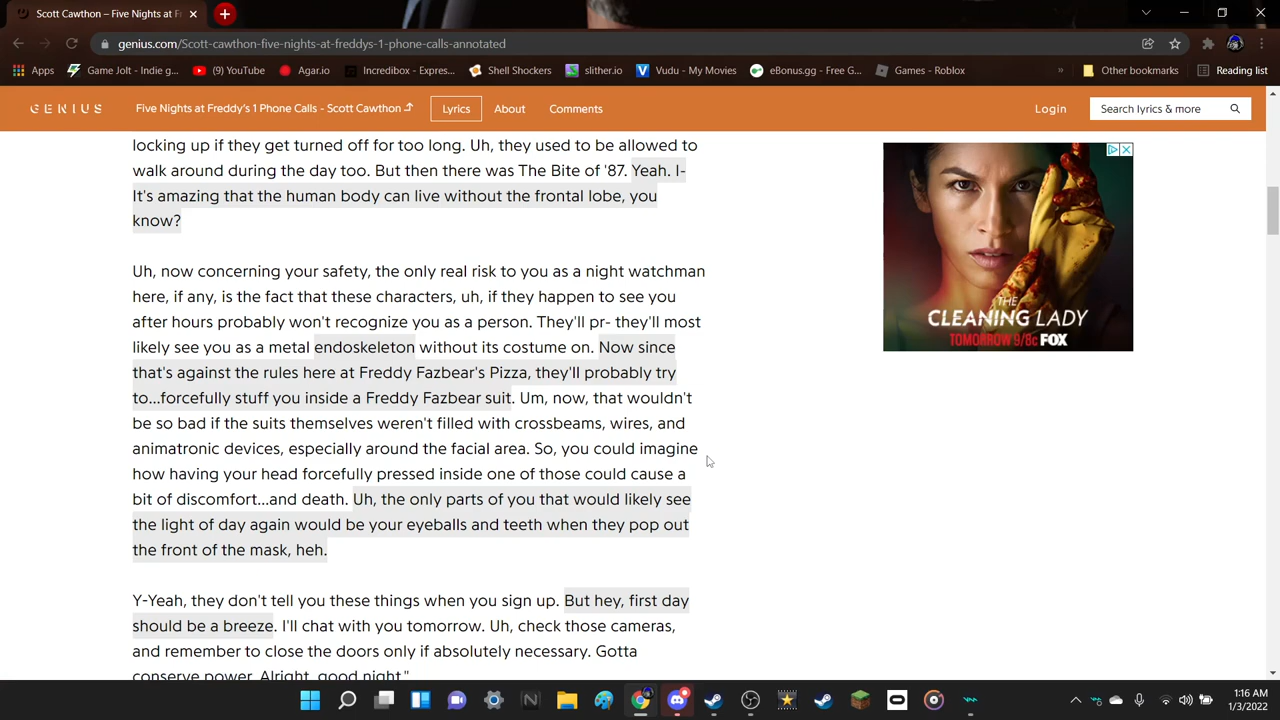 Scott Cawthon – Five Nights at Fr
genius.com/Scott-cawthon-five-nights-at-freddys-1-phone-calls-annotated
Apps
Game Jolt - Indie g...
(9) YouTube
Agar.io
Incredibox - Expres...
Shell Shockers
slither.io
Vudu - My Movies
eBonus.gg - Free G...
Games - Roblox
»
Other bookmarks
Reading list
GENIUS
Five Nights at Freddy's 1 Phone Calls - Scott Cawthon
Lyrics
About
Comments
Login
Search lyrics & more
locking up if they get turned off for too long. Uh, they used to be allowed to
walk around during the day too. But then there was The Bite of '87. Yeah. I-
It's amazing that the human body can live without the frontal lobe, you
know?
Uh, now concerning your safety, the only real risk to you as a night watchman
here, if any, is the fact that these characters, uh, if they happen to see you
after hours probably won't recognize you as a person. They'll pr- they'll most
likely see you as a metal endoskeleton without its costume on. Now since
that's against the rules here at Freddy Fazbear's Pizza, they'll probably try
to...forcefully stuff you inside a Freddy Fazbear suit. Um, now, that wouldn't
be so bad if the suits themselves weren't filled with crossbeams, wires, and
animatronic devices, especially around the facial area. So, you could imagine
how having your head forcefully pressed inside one of those could cause a
bit of discomfort...and death. Uh, the only parts of you that would likely see
the light of day again would be your eyeballs and teeth when they pop out
the front of the mask, heh.
Y-Yeah, they don't tell you these things when you sign up. But hey, first day
should be a breeze. I'll chat with you tomorrow. Uh, check those cameras,
and remember to close the doors only if absolutely necessary. Gotta
conserve power. Alright, good night."
THE
CLEANING LADY
TOMORROW 9/8c FOX
1:16 AM
1/3/2022